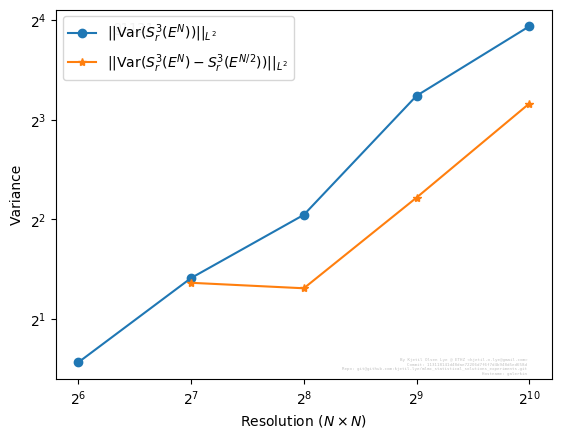 ||Var(S_r^3(E^N))||_{L^2}
||Var(S_r^3(E^N) − S_r^3(E^{N/2}))||_{L^2}
2^4
2^3
2^2
2^1
Variance
2^6 2^7 2^8 2^9 2^10
Resolution (N × N)